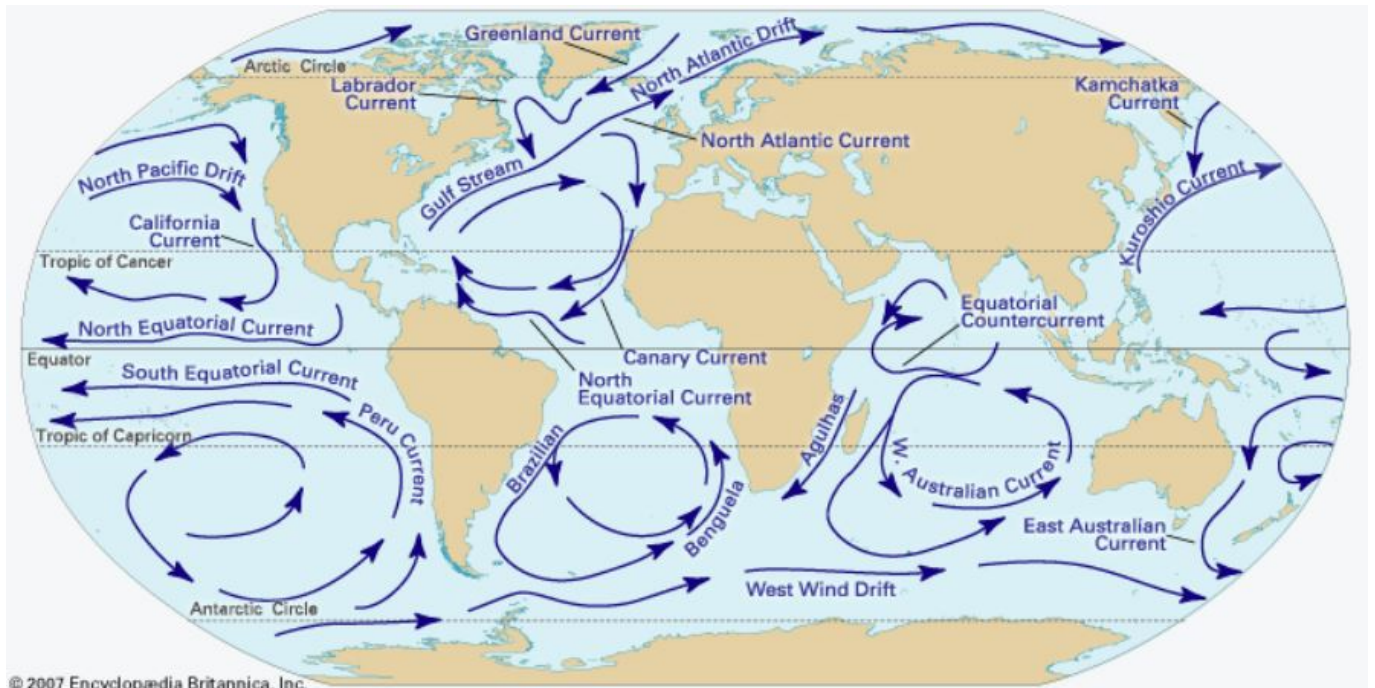 Greenland Current
North Atlantic Drift
Arctic Circle
Labrador
Current
Kamchatka
Current
North Atlantic Current
North Pacific Drift
Gulf Stream
Kuroshio Current
California
Current
Tropic of Cancer
Equatorial
Countercurrent
North Equatorial Current
Equator
Canary Current
South Equatorial Current
North
Equatorial Current
Peru Current
Tropic of Capricorn
Brazilian
Agulhas
W. Australian Current
Benguela
East Australian
Current
West Wind Drift
Antarctic Circle
© 2007 Encyclopædia Britannica, Inc.